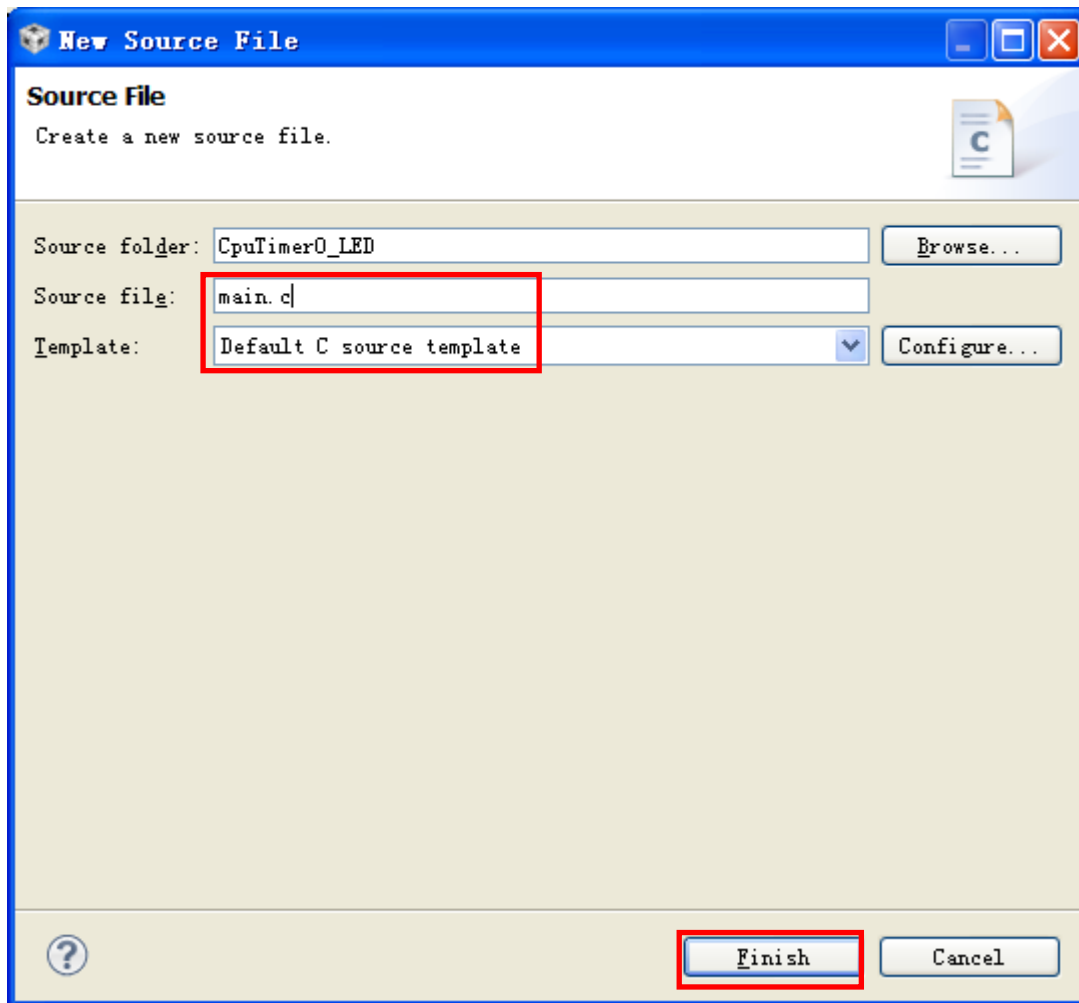 New Source File
Source File
Create a new source file.
C
Source folder: CpuTimer0_LED Browse...
Source file: main.c
Template: Default C source template Configure...
? Finish Cancel